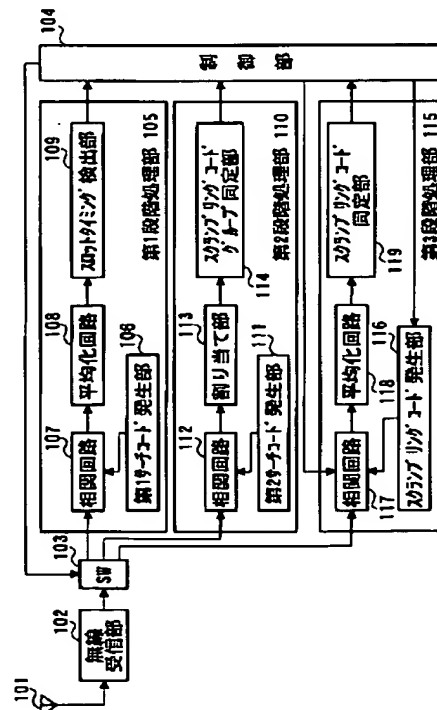 101
102
無線
受信部
103
SW
104
制御部
107
相関回路
108
平均化回路
109
スロットタイミング検出部
106
第1サーチコード発生部
第1段階処理部 105
112
相関回路
113
割り当て部
スクランブリングコード
グループ同定部
114
111
第2サーチコード発生部
第2段階処理部 110
相関回路
117
平均化回路
118
スクランブリングコード
同定部
119
116
スクランブリングコード発生部
第3段階処理部 115